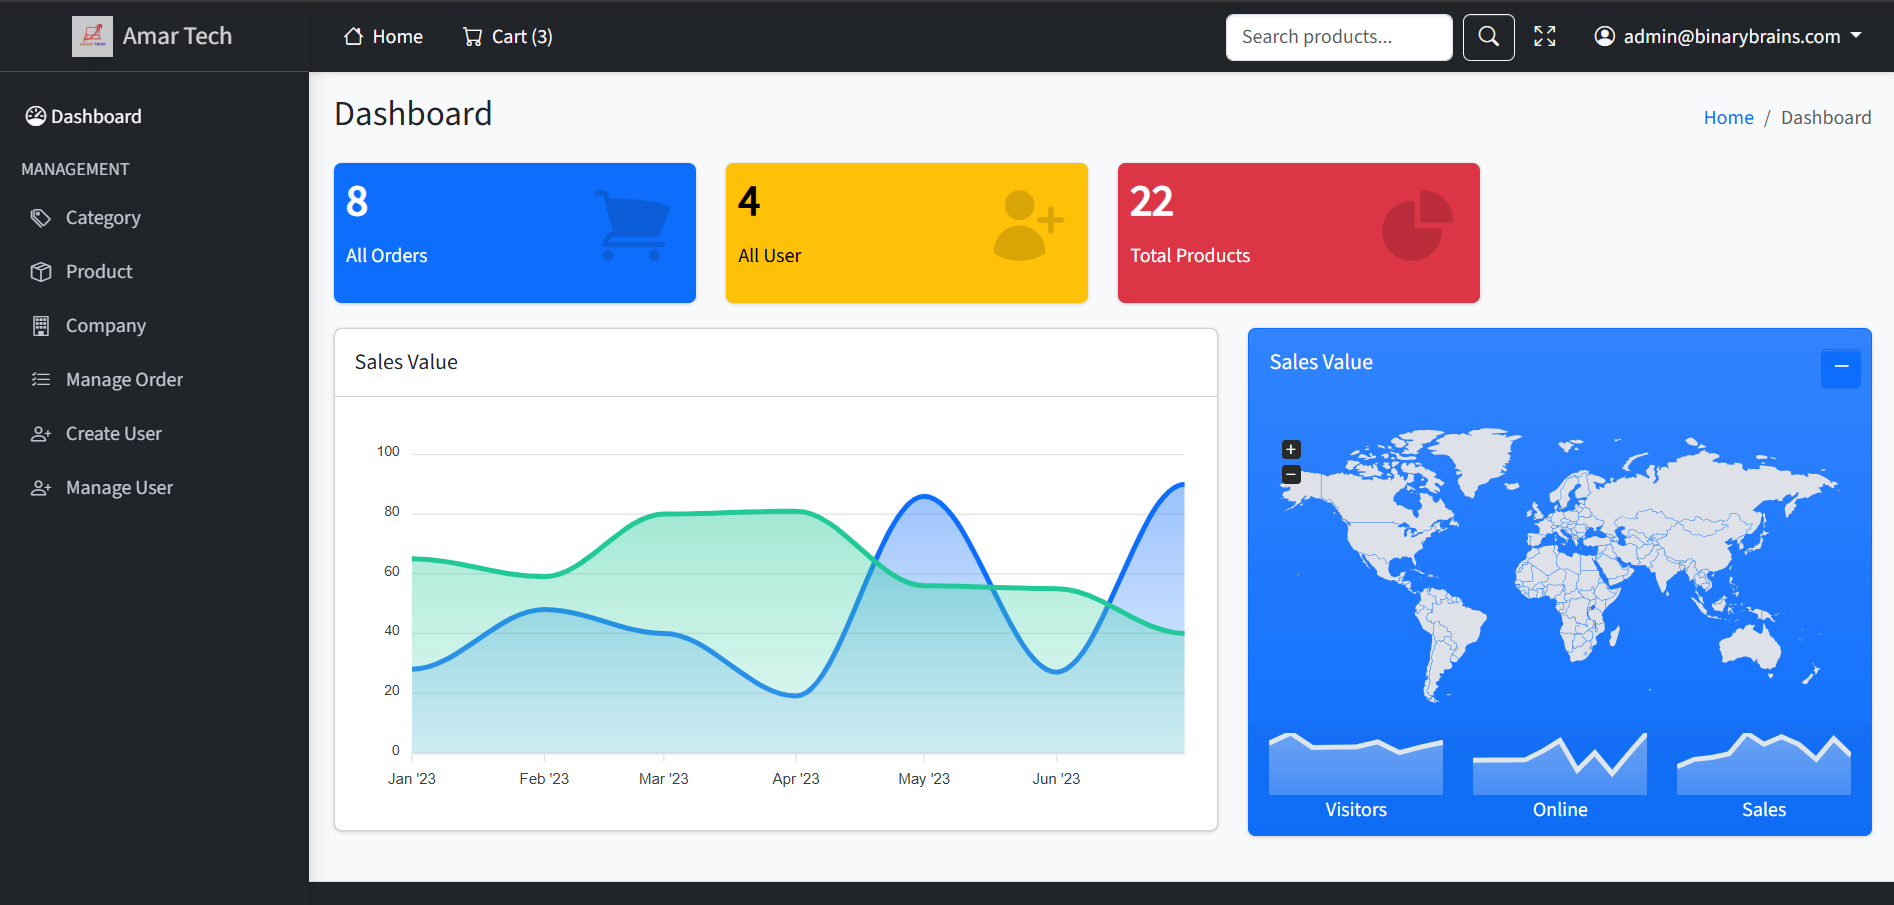 AMAR TECH
Amar Tech
Home
Cart (3)
Search products...
admin@binarybrains.com
Dashboard
MANAGEMENT
Category
Product
Company
Manage Order
Create User
Manage User
Dashboard
Home / Dashboard
8
All Orders
4
All User
22
Total Products
Sales Value
100
80
60
40
20
0
Jan '23
Feb '23
Mar '23
Apr '23
May '23
Jun '23
Sales Value
+
−
Visitors
Online
Sales